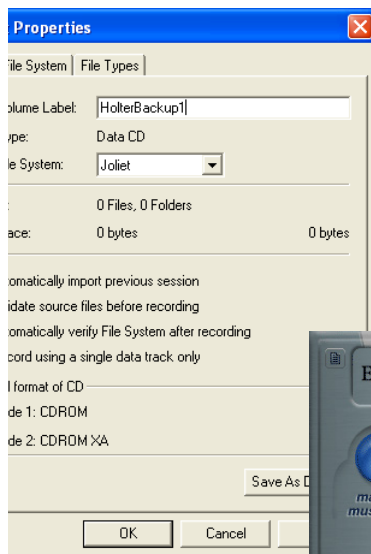 Properties
File System File Types
olume Label: HolterBackup1
ype: Data CD
le System: Joliet
: 0 Files, 0 Folders
ace: 0 bytes 0 bytes
tomatically import previous session
idate source files before recording
tomatically verify File System after recording
cord using a single data track only
l format of CD
de 1: CDROM
de 2: CDROM XA
Save As D
OK Cancel